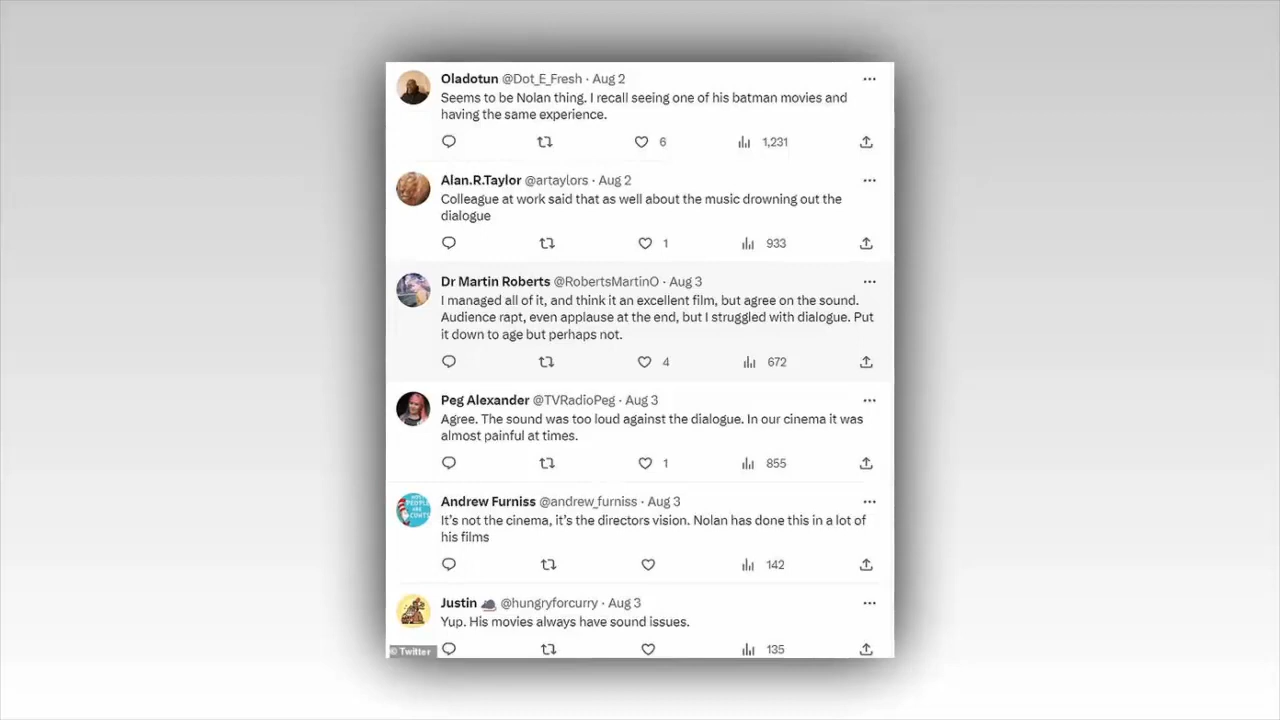 Oladotun @Dot_E_Fresh · Aug 2
Seems to be Nolan thing. I recall seeing one of his batman movies and
having the same experience.
6 1,231
Alan.R.Taylor @artaylors · Aug 2
Colleague at work said that as well about the music drowning out the
dialogue
1 933
Dr Martin Roberts @RobertsMartinO · Aug 3
I managed all of it, and think it an excellent film, but agree on the sound.
Audience rapt, even applause at the end, but I struggled with dialogue. Put
it down to age but perhaps not.
4 672
Peg Alexander @TVRadioPeg · Aug 3
Agree. The sound was too loud against the dialogue. In our cinema it was
almost painful at times.
1 855
Andrew Furniss @andrew_furniss · Aug 3
It's not the cinema, it's the directors vision. Nolan has done this in a lot of
his films
142
Justin @hungryforcurry · Aug 3
Yup. His movies always have sound issues.
© Twitter 135